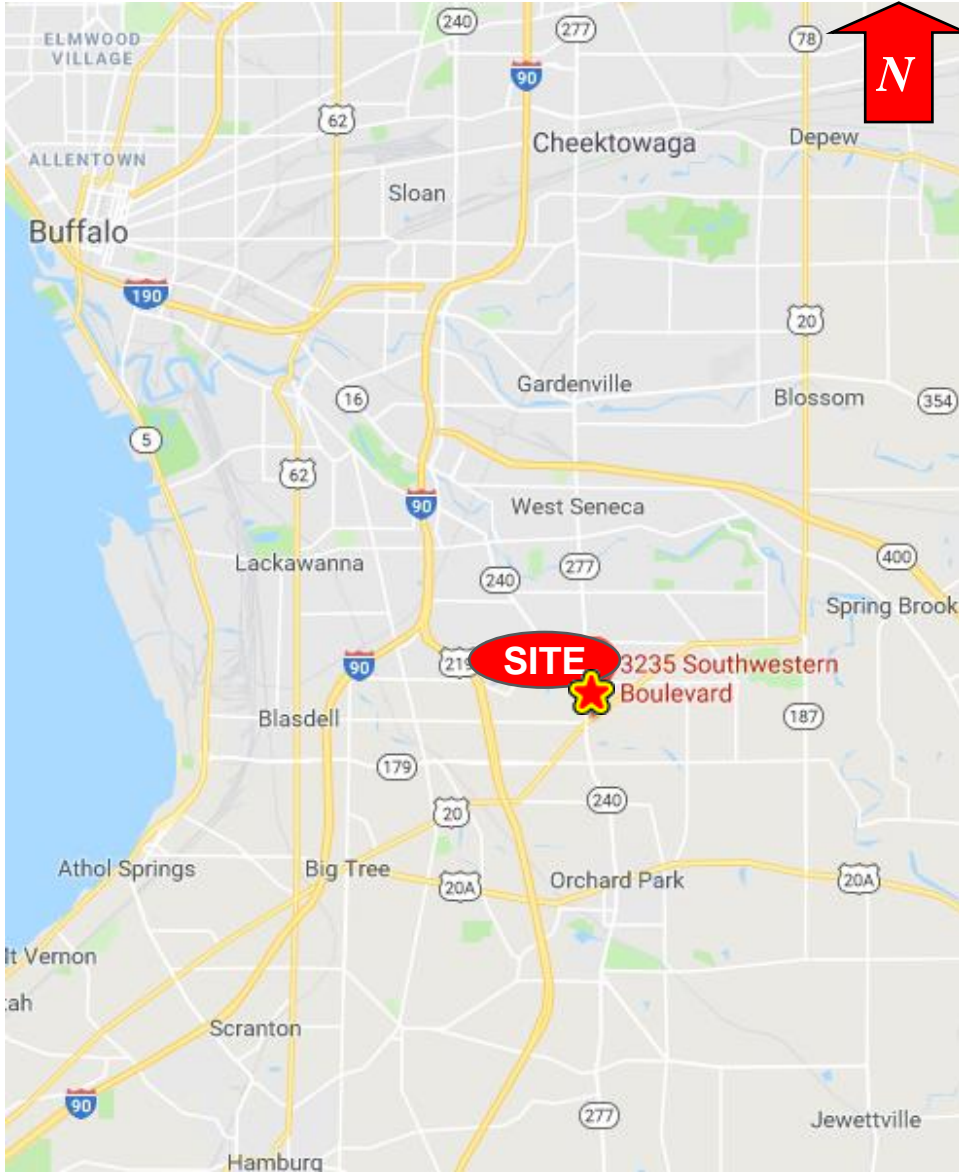 240
277
78
N
ELMWOOD
VILLAGE
90
62
Cheektowaga
Depew
ALLENTOWN
Sloan
Buffalo
190
20
Gardenville
16
Blossom
354
5
62
90
West Seneca
Lackawanna
240
277
400
Spring Brook
90
219
SITE
3235 Southwestern
Boulevard
Blasdell
187
179
20
240
Athol Springs
Big Tree
20A
Orchard Park
20A
t Vernon
ah
Scranton
90
277
Jewettville
Hamburg